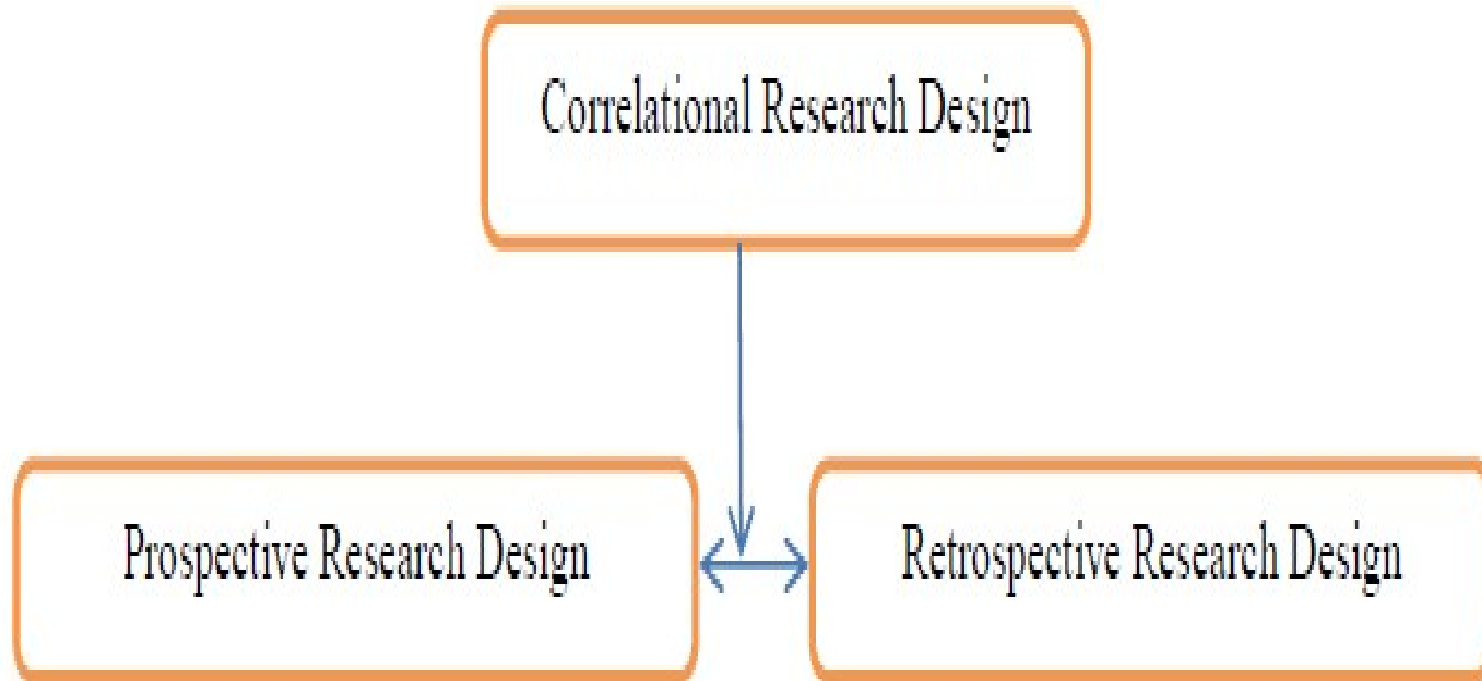 Correlational Research Design
Prospective Research Design
Retrospective Research Design